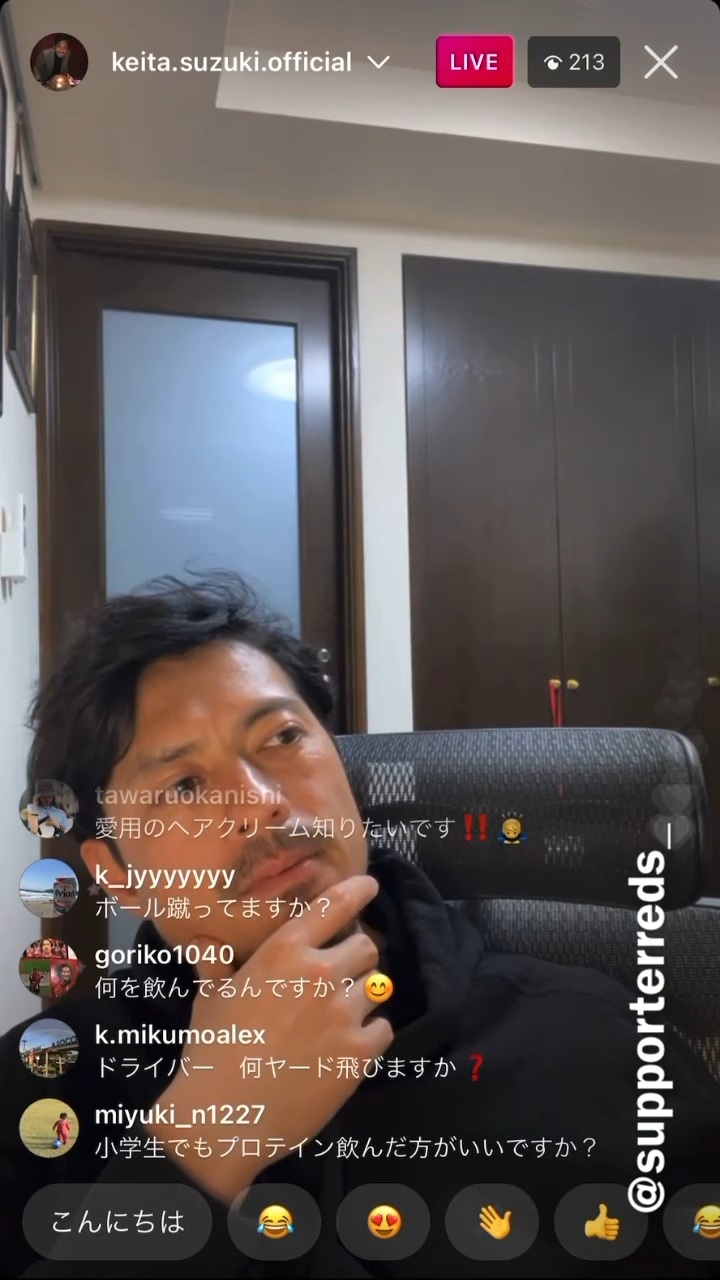 keita.suzuki.official
LIVE
213
tawaruokanishi
愛用のヘアクリーム知りたいです‼️🙇
k_jyyyyyyy
ボール蹴ってますか？
goriko1040
何を飲んでるんですか？😊
k.mikumoalex
ドライバー　何ヤード飛びますか❓
miyuki_n1227
小学生でもプロテイン飲んだ方がいいですか？
こんにちは
@supporterreds_